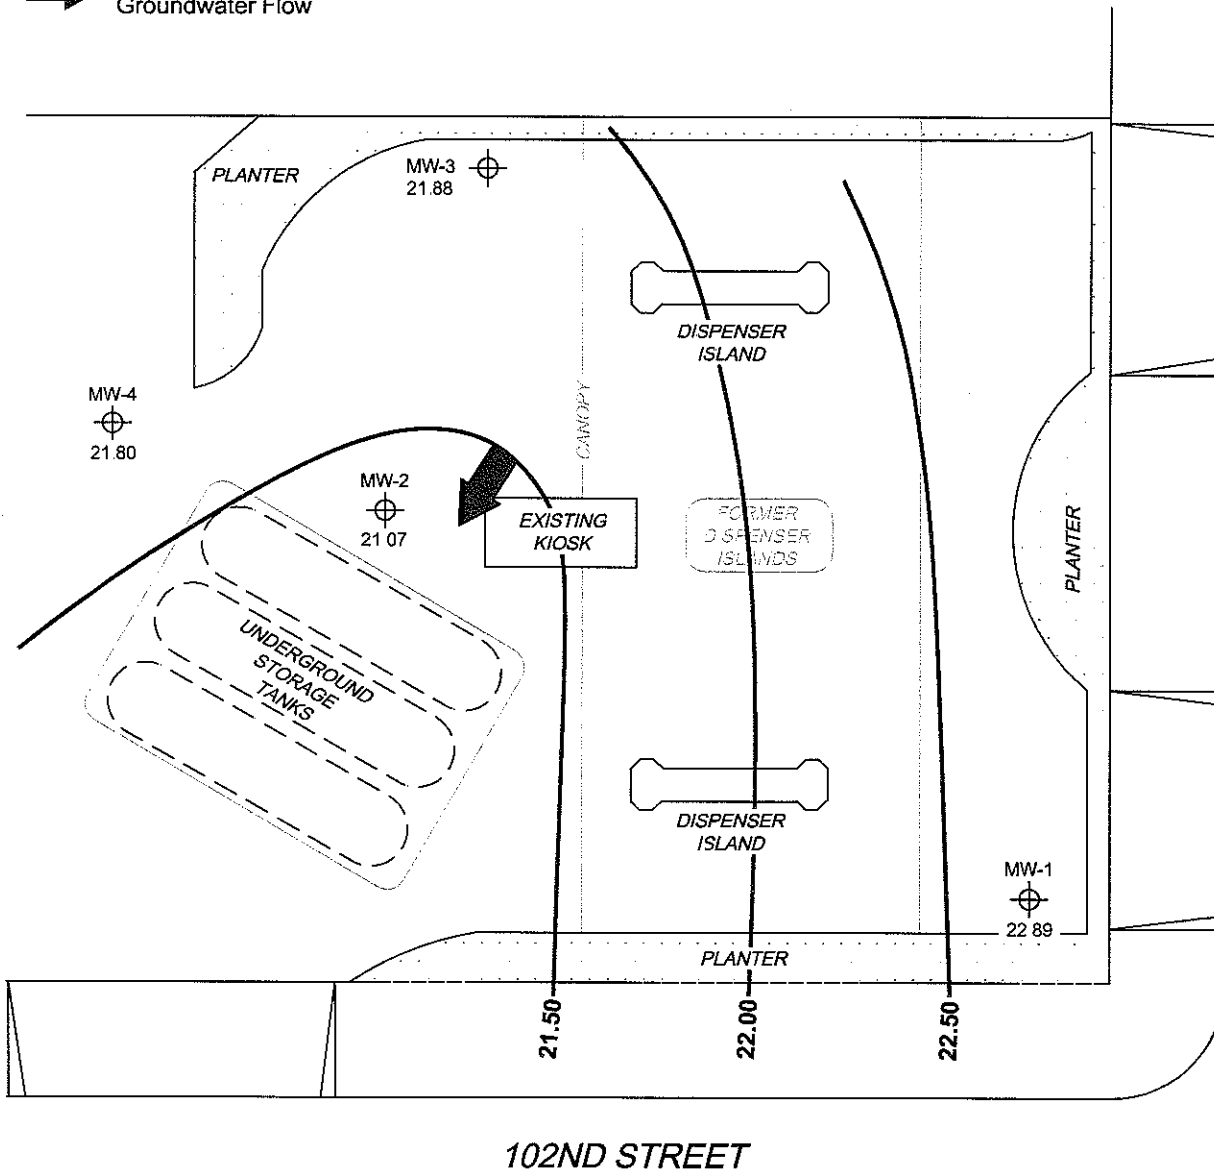 Groundwater Flow
PLANTER
MW-3
21.88
DISPENSER
ISLAND
MW-4
21.80
CANOPY
MW-2
21 07
EXISTING
KIOSK
FORMER
D SPENSER
ISLANDS
PLANTER
UNDERGROUND
STORAGE
TANKS
DISPENSER
ISLAND
MW-1
22 89
PLANTER
21.50
22.00
22.50
102ND STREET